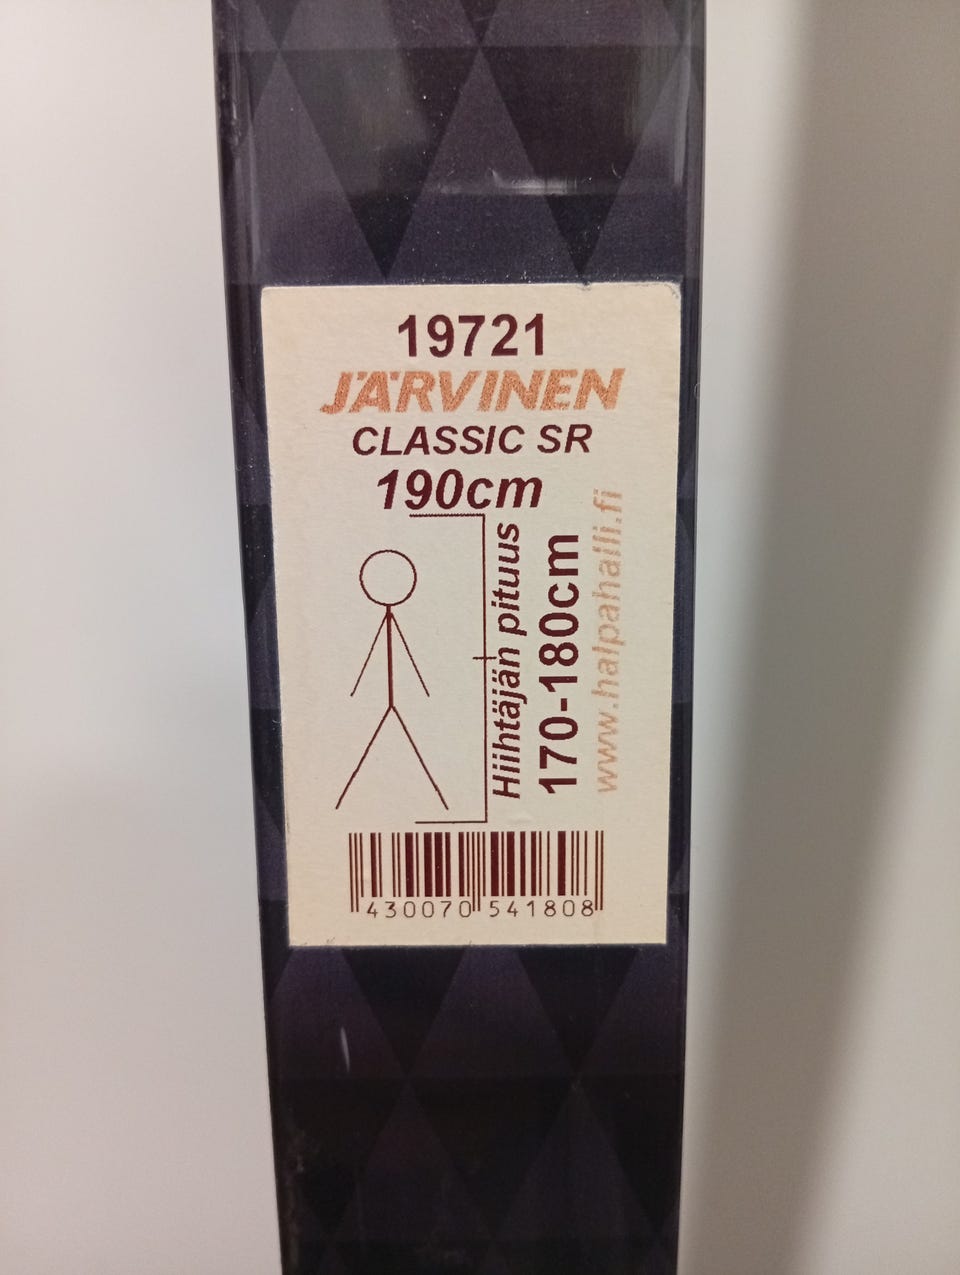 19721
JÄRVINEN
CLASSIC SR
190cm
Hiihtäjän pituus
170-180cm
www.halpahalli.fi
430070 541808